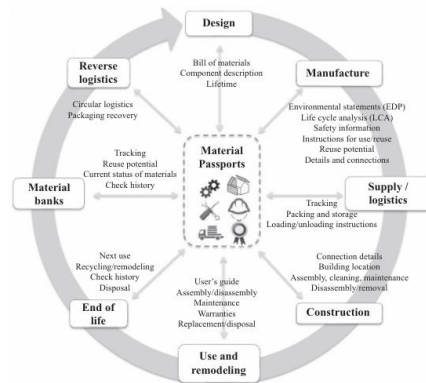 Design
Bill of materials
Component description
Lifetime
Reverse
logistics
Circular logistics
Packaging recovery
Manufacture
Environmental statements (EDP)
Life cycle analysis (LCA)
Safety information
Instructions for use/reuse
Reuse potential
Details and connections
Material
Passports
Tracking
Reuse potential
Current status of materials
Check history
Material
banks
Supply /
logistics
Tracking
Packing and storage
Loading/unloading instructions
Next use
Recycling/remodeling
Check history
Disposal
End of
life
User's guide
Assembly/disassembly
Maintenance
Warranties
Replacement/disposal
Connection details
Building location
Assembly, cleaning, maintenance
Disassembly/removal
Construction
Use and
remodeling